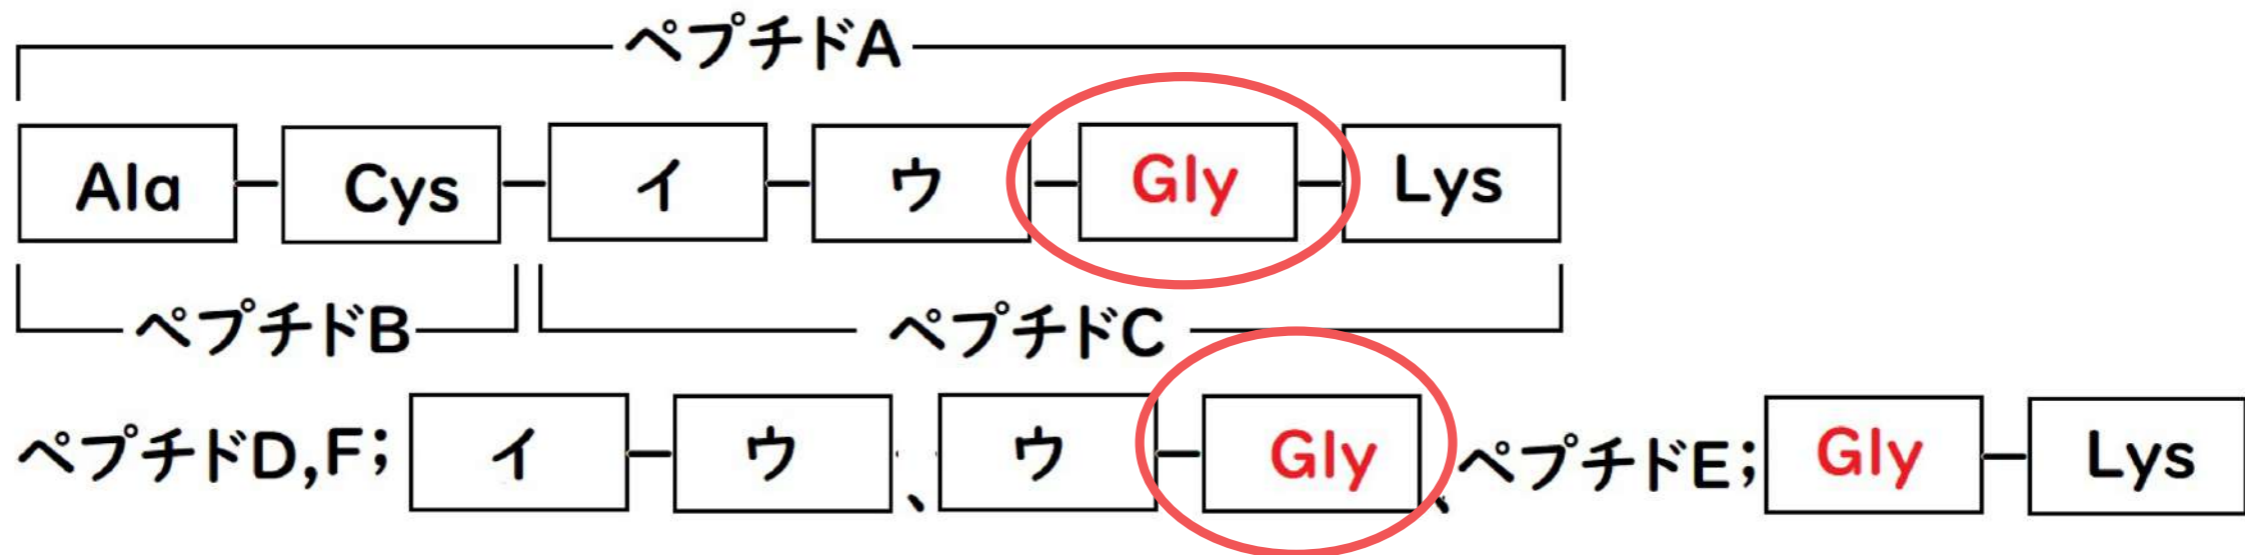 ペプチドA
Ala Cys イ ウ Gly Lys
ペプチドB ペプチドC
ペプチドD,F; イ ウ 、 ウ Gly 、 ペプチドE; Gly Lys